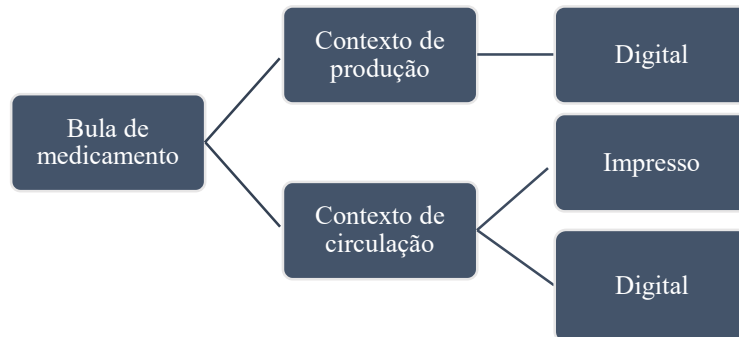 Bula de
medicamento
Contexto de
produção
Digital
Contexto de
circulação
Impresso
Digital